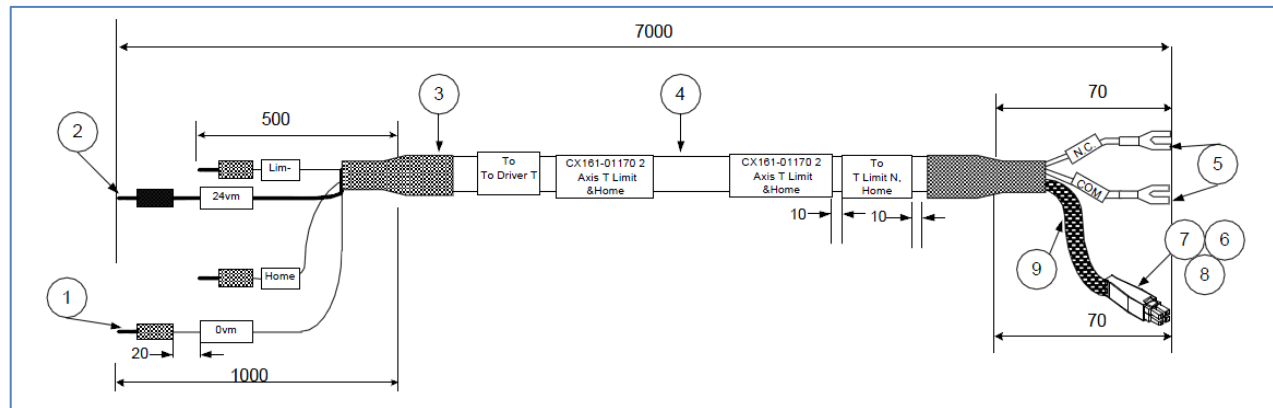 7000
3
4
70
500
2
5
Lim-
N.C.
24vm
To
To Driver T
CX161-01170 2
Axis T Limit
&Home
CX161-01170 2
Axis T Limit
&Home
To
T Limit N,
Home
COM
10
10
7
6
9
8
Home
1
0vm
20
70
1000